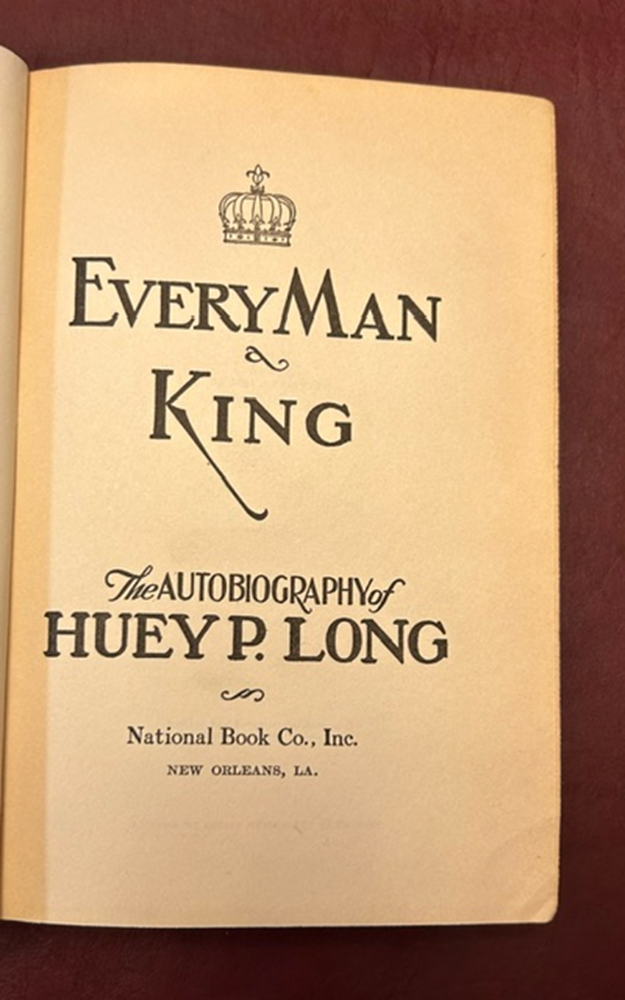 EVERY MAN
a
KING
The AUTOBIOGRAPHY of
HUEY P. LONG
National Book Co., Inc.
NEW ORLEANS, LA.